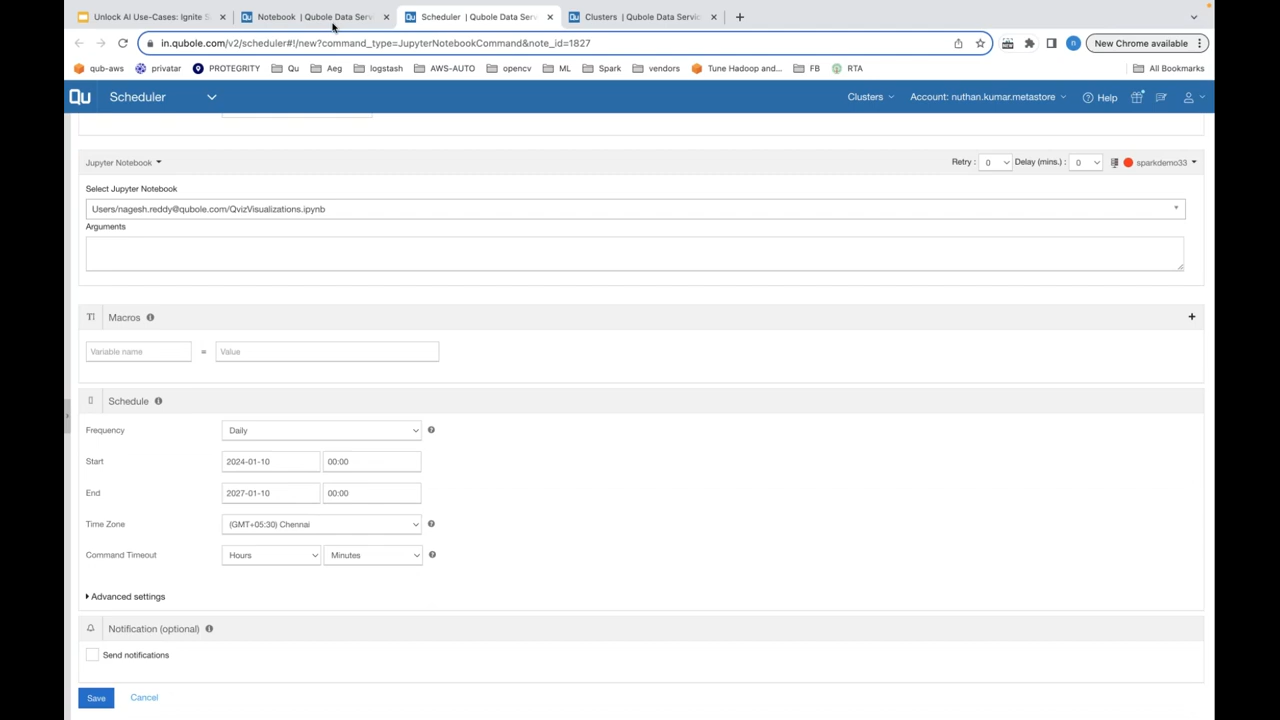 Unlock AI Use-Cases: Ignite S
Notebook | Qubole Data Serv
Scheduler | Qubole Data Servi
Clusters | Qubole Data Servic
in.qubole.com/v2/scheduler#!/new?command_type=JupyterNotebookCommand&note_id=1827
n
New Chrome available
qub-aws
privatar
PROTEGRITY
Qu
Aeg
logstash
AWS-AUTO
opencv
ML
Spark
vendors
Tune Hadoop and...
FB
RTA
All Bookmarks
Qu
Scheduler
Clusters
Account: nuthan.kumar.metastore
Help
Jupyter Notebook
Retry :
0
Delay (mins.) :
0
sparkdemo33
Select Jupyter Notebook
Users/nagesh.reddy@qubole.com/QvizVisualizations.ipynb
Arguments
Macros
Variable name
=
Value
Schedule
Frequency
Daily
Start
2024-01-10
00:00
End
2027-01-10
00:00
Time Zone
(GMT+05:30) Chennai
Command Timeout
Hours
Minutes
Advanced settings
Notification (optional)
Send notifications
Save
Cancel